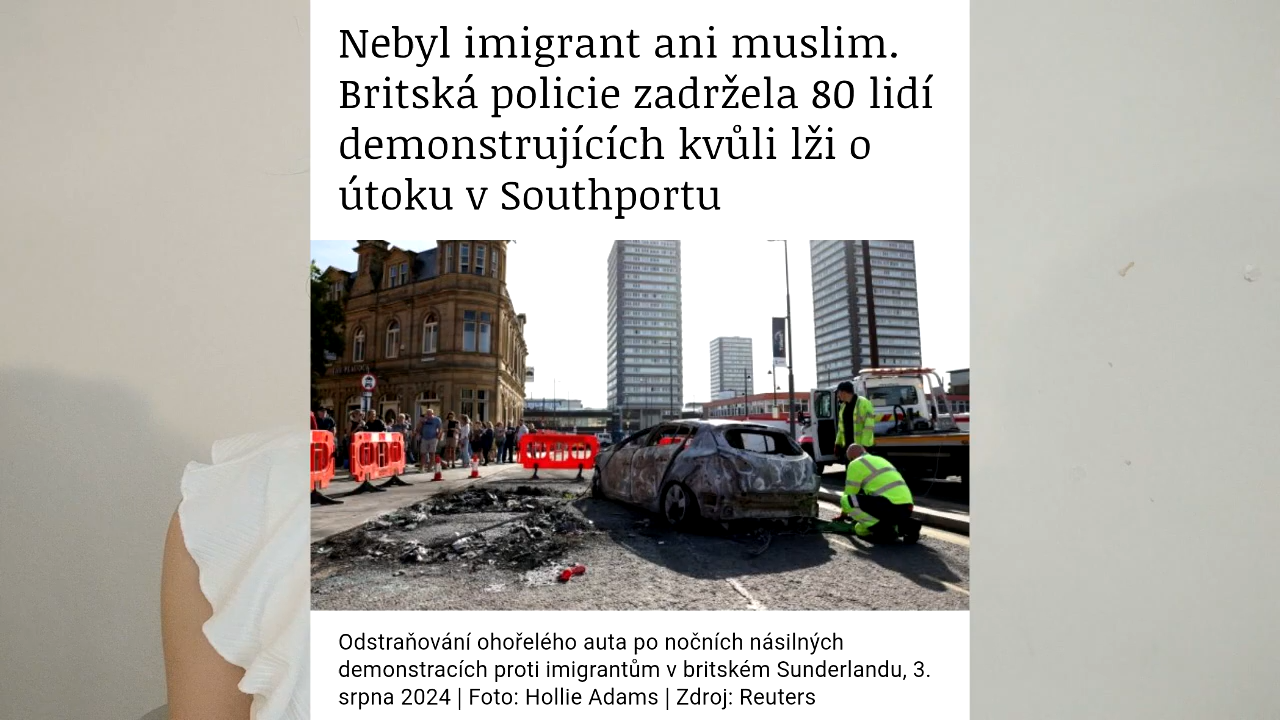 Nebyl imigrant ani muslim.
Britská policie zadržela 80 lidí
demonstrujících kvůli lži o
útoku v Southportu
Odstraňování ohořelého auta po nočních násilných
demonstracích proti imigrantům v britském Sunderlandu, 3.
srpna 2024 | Foto: Hollie Adams | Zdroj: Reuters